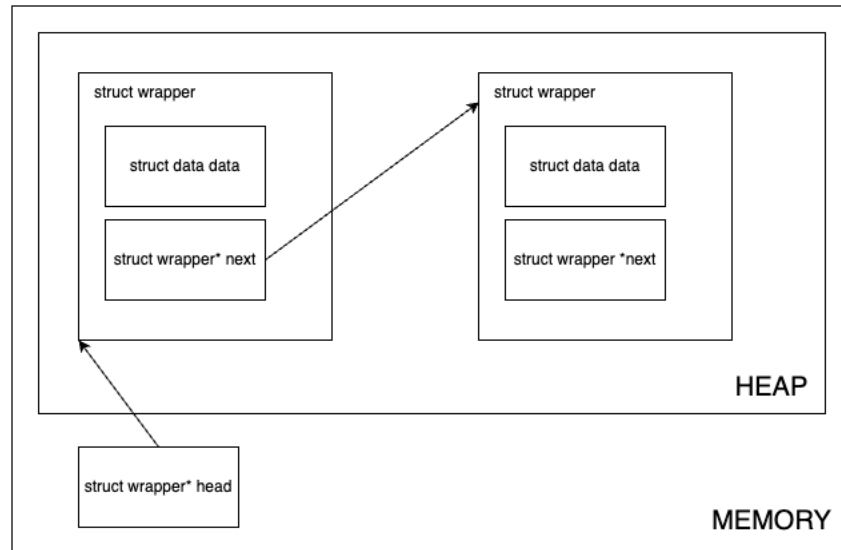 struct wrapper
struct wrapper
struct data data
struct data data
struct wrapper* next
struct wrapper *next
HEAP
struct wrapper* head
MEMORY